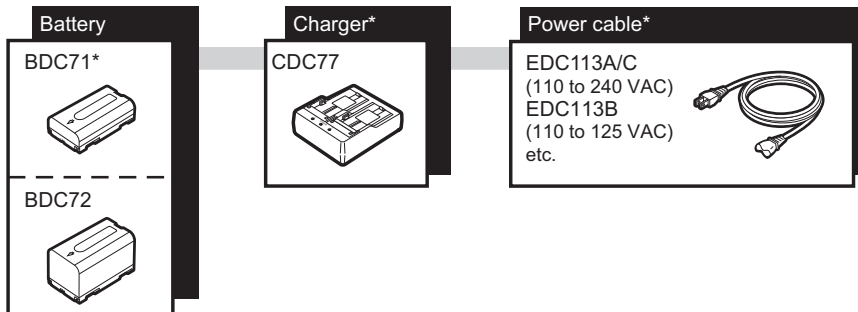 Battery
BDC71*
BDC72
Charger*
CDC77
Power cable*
EDC113A/C
(110 to 240 VAC)
EDC113B
(110 to 125 VAC)
etc.